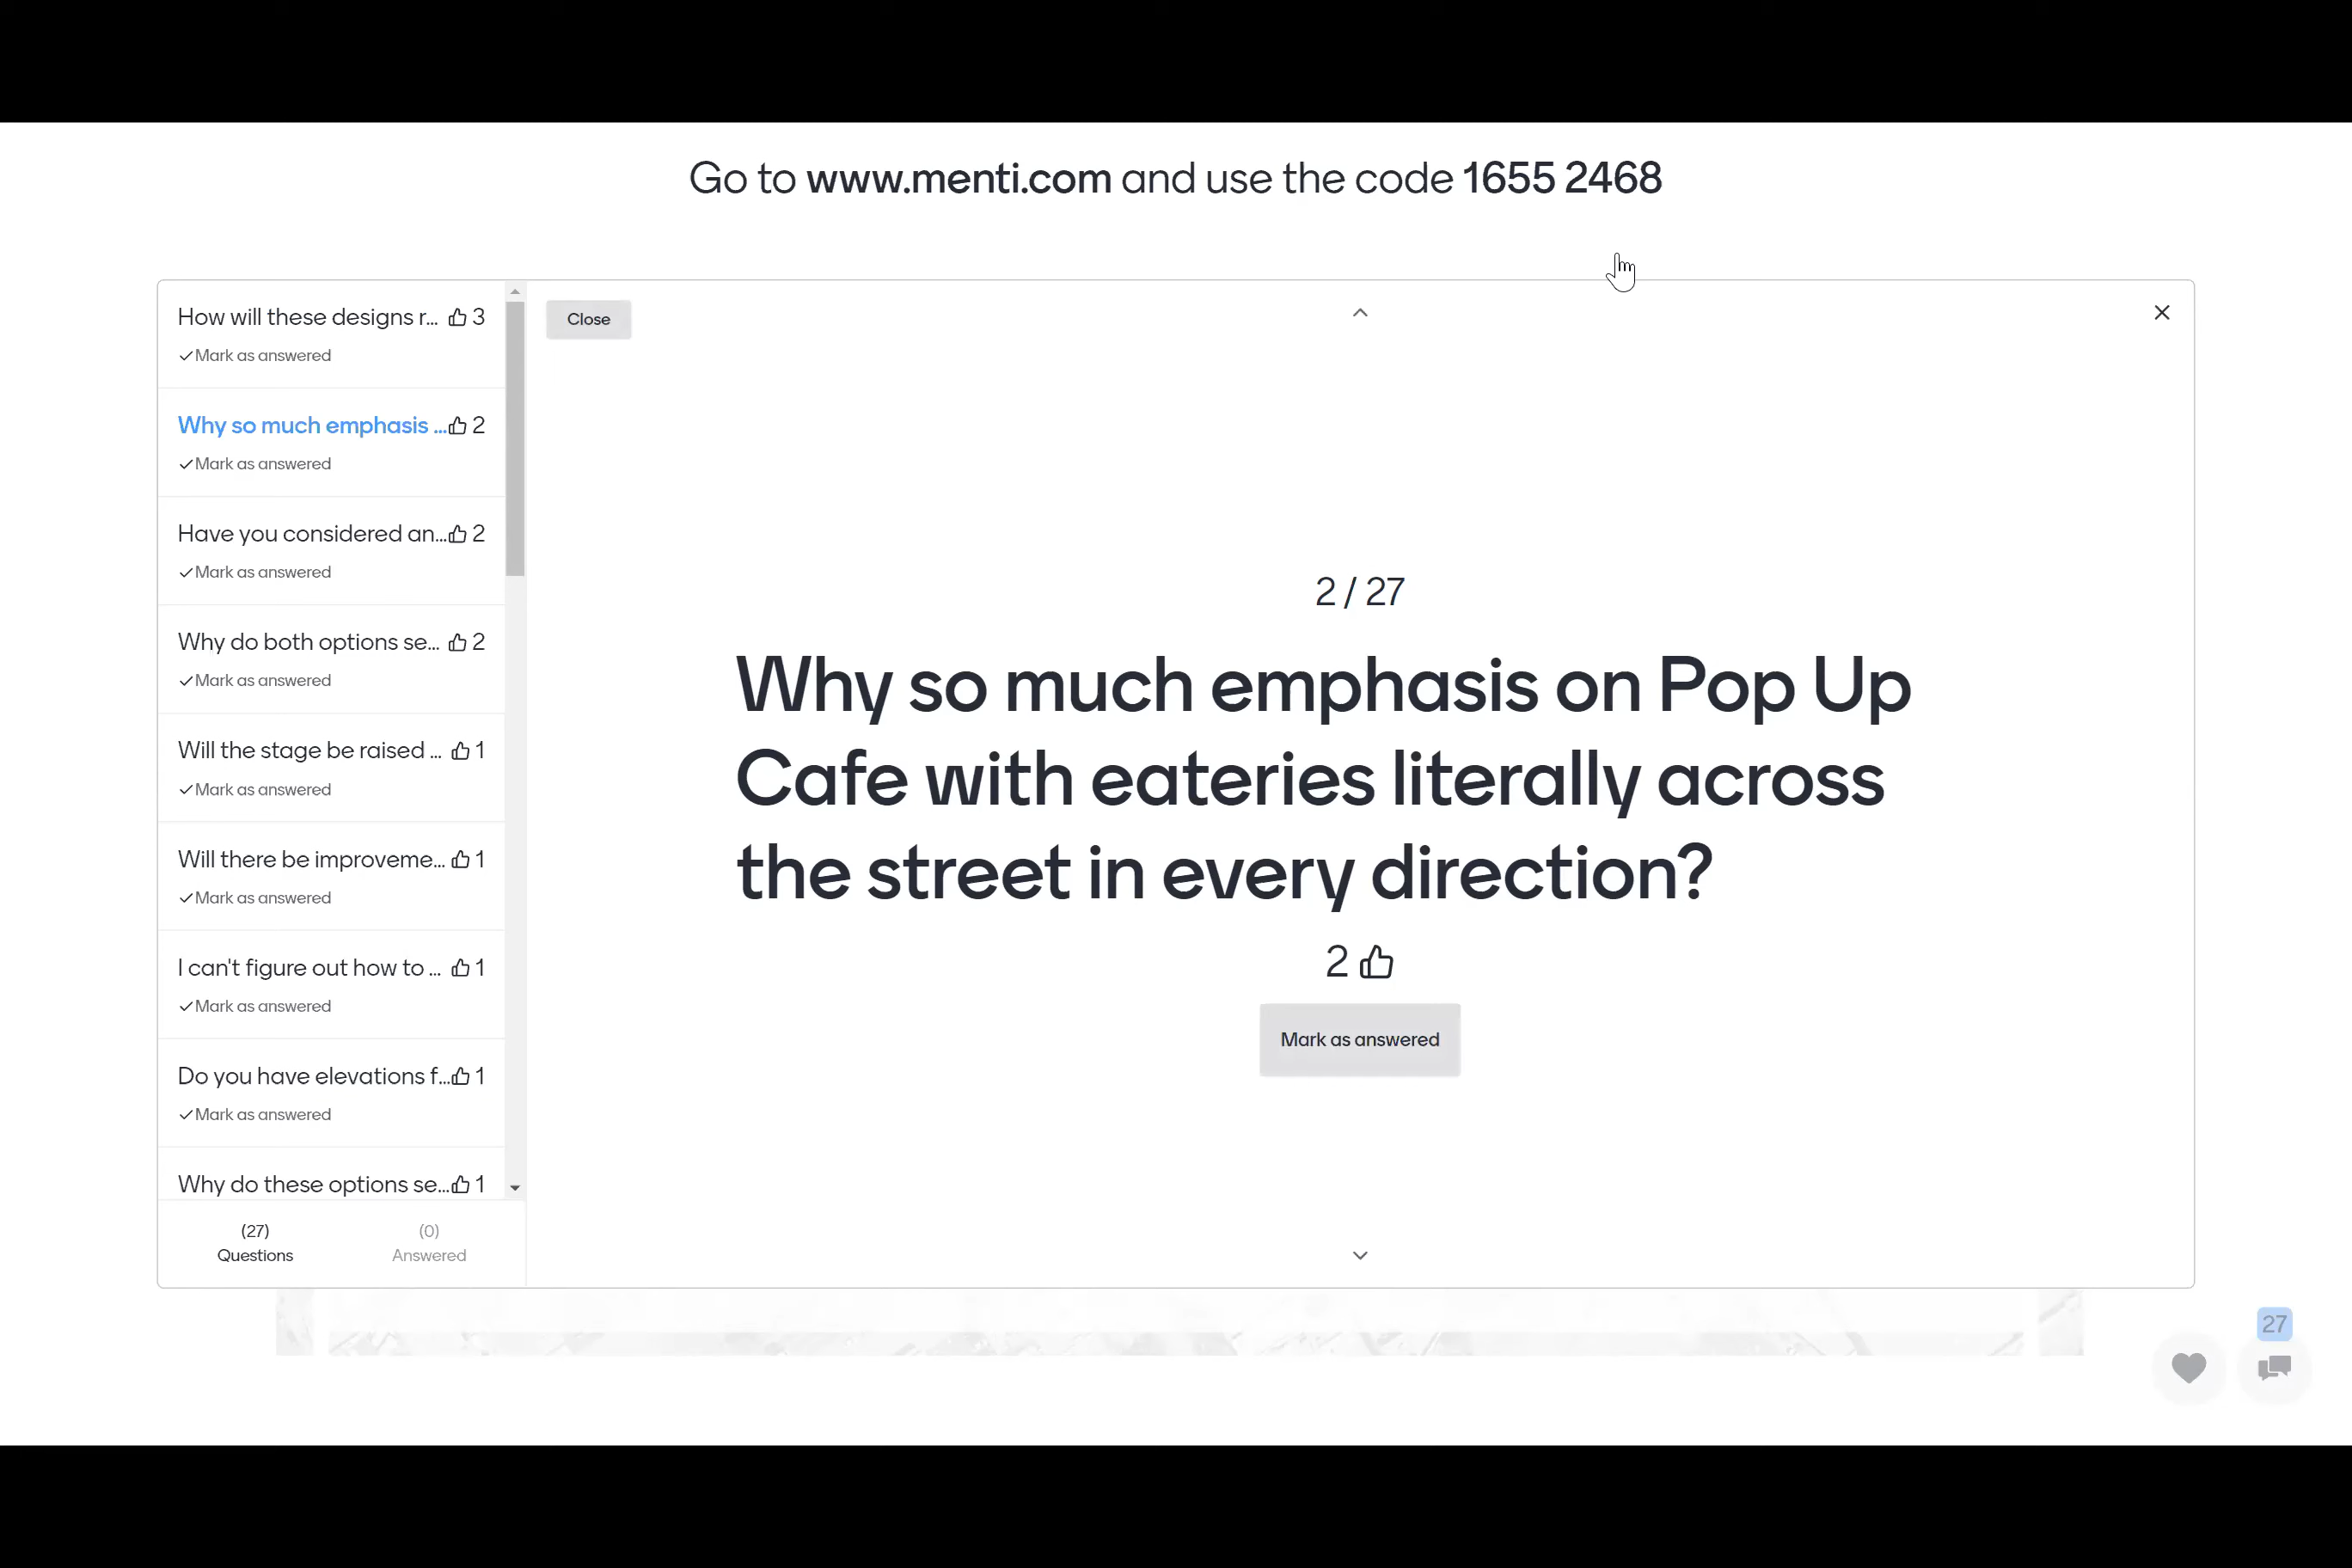 Go to www.menti.com and use the code 1655 2468
How will these designs r... 3
Mark as answered
Why so much emphasis ... 2
Mark as answered
Have you considered an... 2
Mark as answered
Why do both options se... 2
Mark as answered
Will the stage be raised ... 1
Mark as answered
Will there be improveme... 1
Mark as answered
I can't figure out how to ... 1
Mark as answered
Do you have elevations f... 1
Mark as answered
Why do these options se... 1
(27)
Questions
(0)
Answered
Close
2 / 27
Why so much emphasis on Pop Up
Cafe with eateries literally across
the street in every direction?
2
Mark as answered
27